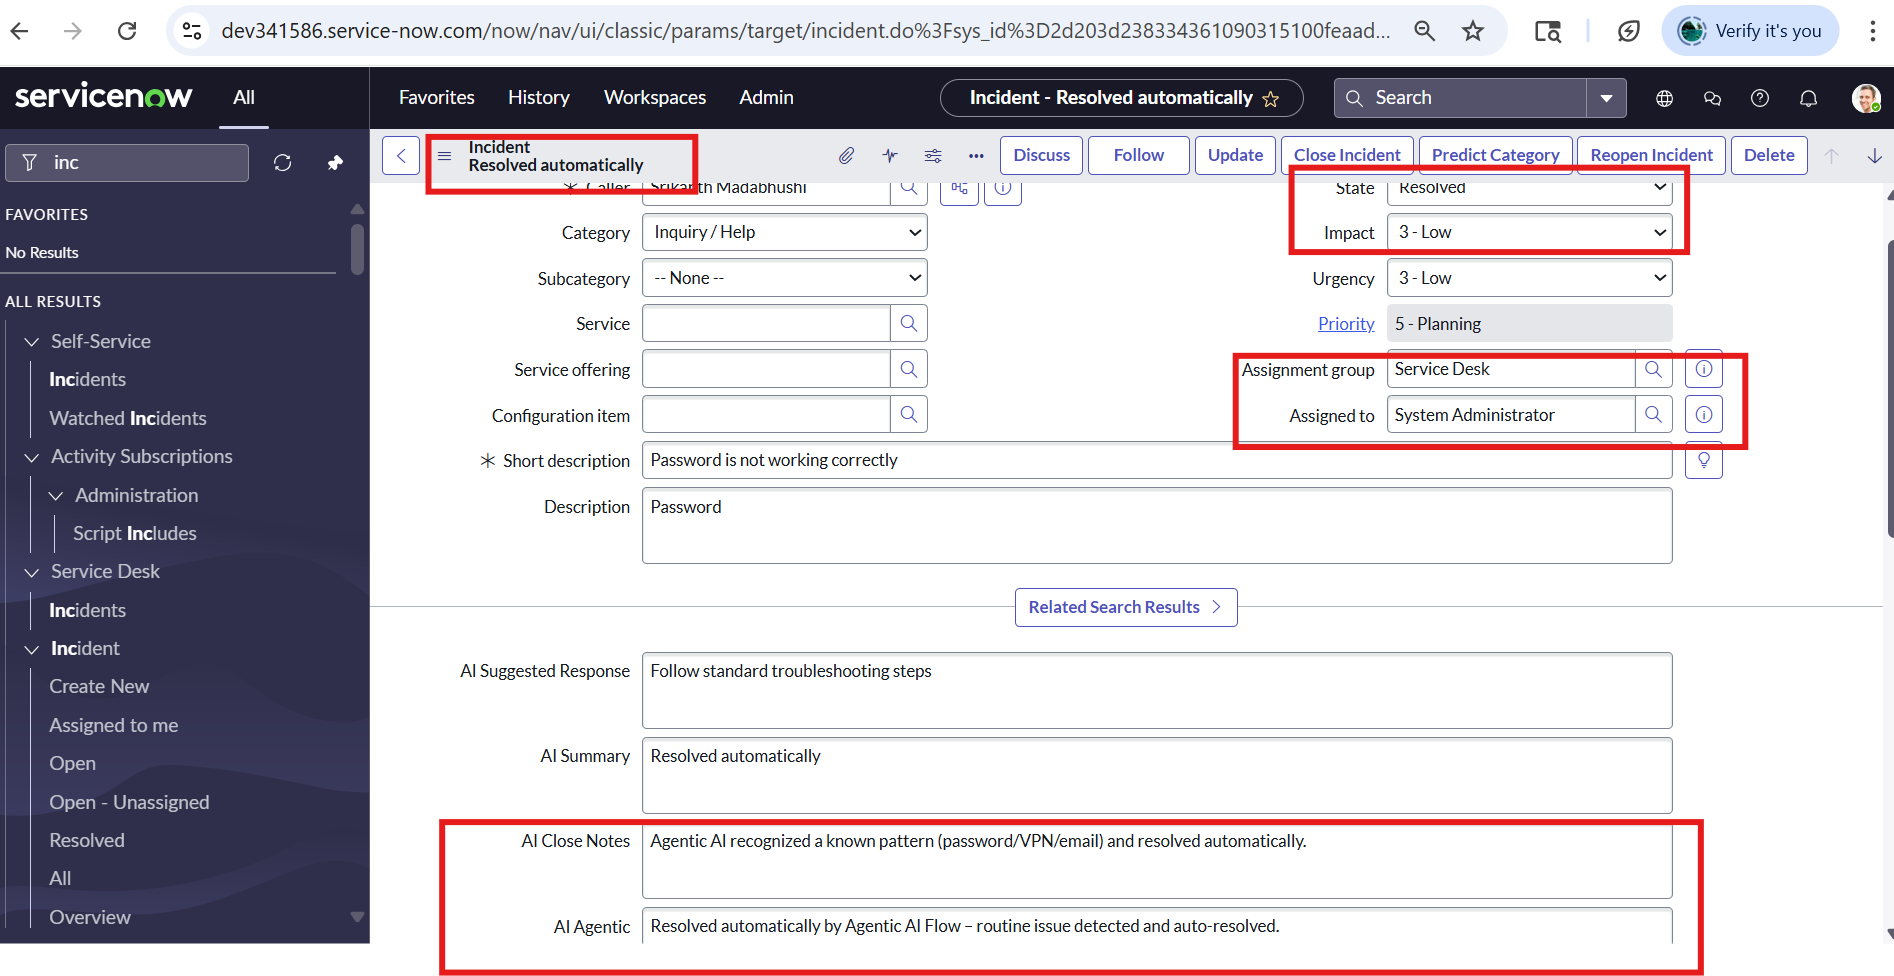 dev341586.service-now.com/now/nav/ui/classic/params/target/incident.do%3Fsys_id%3D2d203d238334361090315100feaad...
Verify it's you
servicenow
All
Favorites
History
Workspaces
Admin
Incident - Resolved automatically
Search
inc
FAVORITES
No Results
ALL RESULTS
Self-Service
Incidents
Watched Incidents
Activity Subscriptions
Administration
Script Includes
Service Desk
Incidents
Incident
Create New
Assigned to me
Open
Open - Unassigned
Resolved
All
Overview
Incident
Resolved automatically
Discuss
Follow
Update
Close Incident
Predict Category
Reopen Incident
Delete
Caller Srikanth Madabhushi
Category Inquiry / Help
Subcategory -- None --
Service
Service offering
Configuration item
State Resolved
Impact 3 - Low
Urgency 3 - Low
Priority 5 - Planning
Assignment group Service Desk
Assigned to System Administrator
Short description Password is not working correctly
Description Password
Related Search Results
AI Suggested Response Follow standard troubleshooting steps
AI Summary Resolved automatically
AI Close Notes Agentic AI recognized a known pattern (password/VPN/email) and resolved automatically.
AI Agentic Resolved automatically by Agentic AI Flow – routine issue detected and auto-resolved.